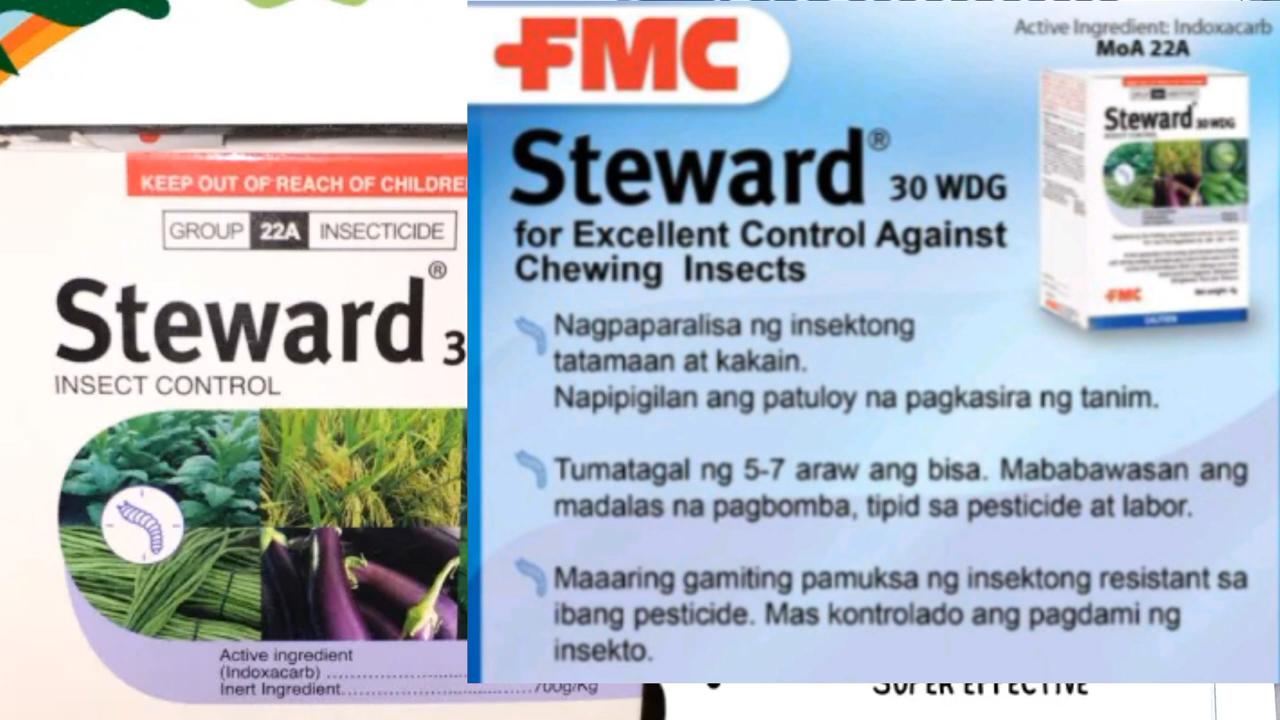 KEEP OUT OF REACH OF CHILDRE
GROUP 22A INSECTICIDE
Steward® 3
INSECT CONTROL
Active ingredient
(Indoxacarb)
Inert Ingredient 700g/Kg
FMC
Active Ingredient: Indoxacarb
MoA 22A
Steward® 30 WDG
for Excellent Control Against
Chewing Insects
Nagpaparalisa ng insektong
tatamaan at kakain.
Napipigilan ang patuloy na pagkasira ng tanim.
Tumatagal ng 5-7 araw ang bisa. Mababawasan ang
madalas na pagbomba, tipid sa pesticide at labor.
Maaaring gamiting pamuksa ng insektong resistant sa
ibang pesticide. Mas kontrolado ang pagdami ng
insekto.
Steward 30 WDG
FMC
CAUTION
SUPER EFFECTIVE